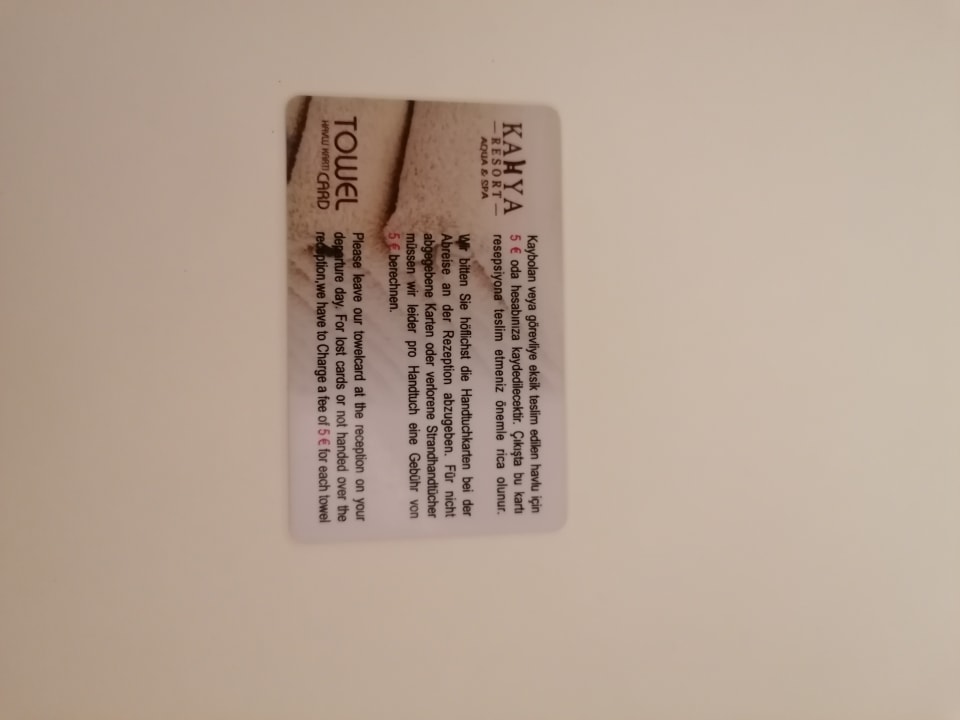 KAHYA
RESORT
AQUA & SPA
TOWEL
HAVLU KARTI CARD
Kaybolan veya görevliye eksik teslim edilen havlu için
5 € oda hesabınıza kaydedilecektir. Çıkışta bu kartı
resepsiyona teslim etmeniz önemle rica olunur.
Wir bitten Sie höflichst die Handtuchkarten bei der
Abreise an der Rezeption abzugeben. Für nicht
abgegebene Karten oder verlorene Strandhandtücher
müssen wir leider pro Handtuch eine Gebühr von
5 € berechnen.
Please leave our towelcard at the reception on your
departure day. For lost cards or not handed over the
reception,we have to Charge a fee of 5 € for each towel